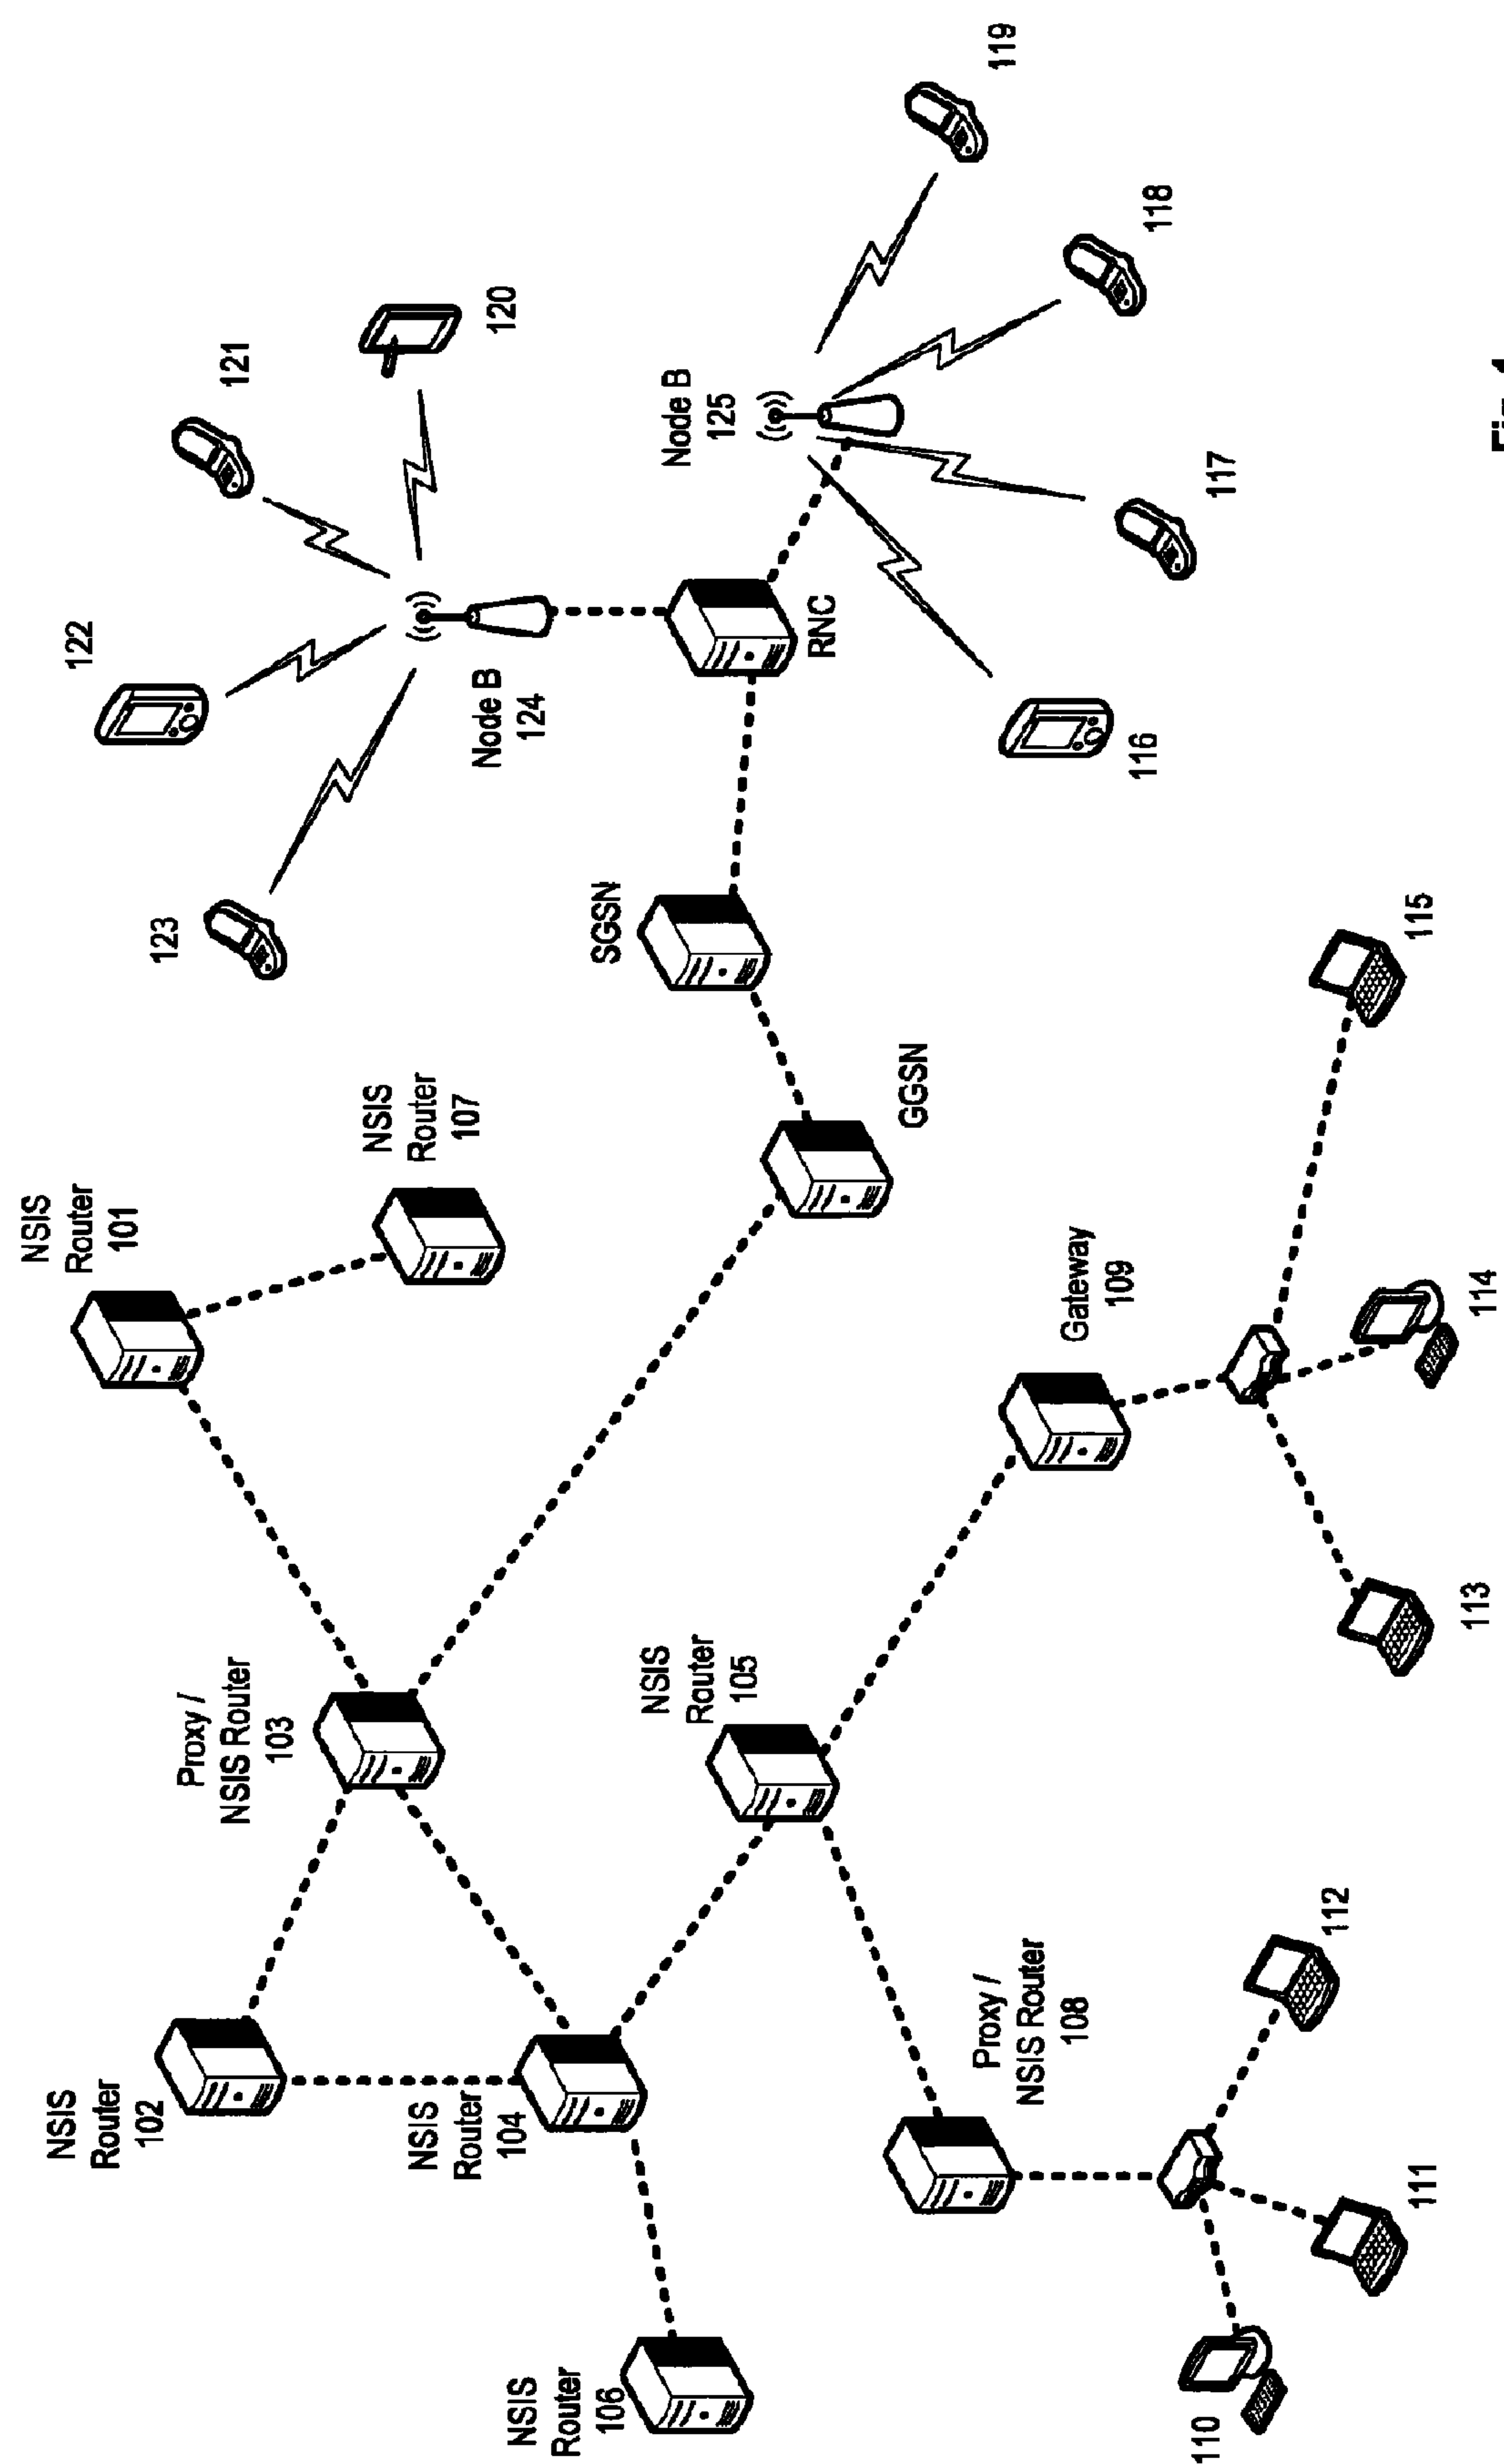 NSIS
Router
101
NSIS
Router
102
122
123
Proxy /
NSIS Router
103
121
NSIS
Router
107
NSIS
Router
104
Node B
124
120
NSIS
Router
106
SGSN
NSIS
Router
105
Node B
125
RNC
GGSN
Proxy /
NSIS Router
108
119
Gateway
109
116
118
110
117
112
115
111
113
114